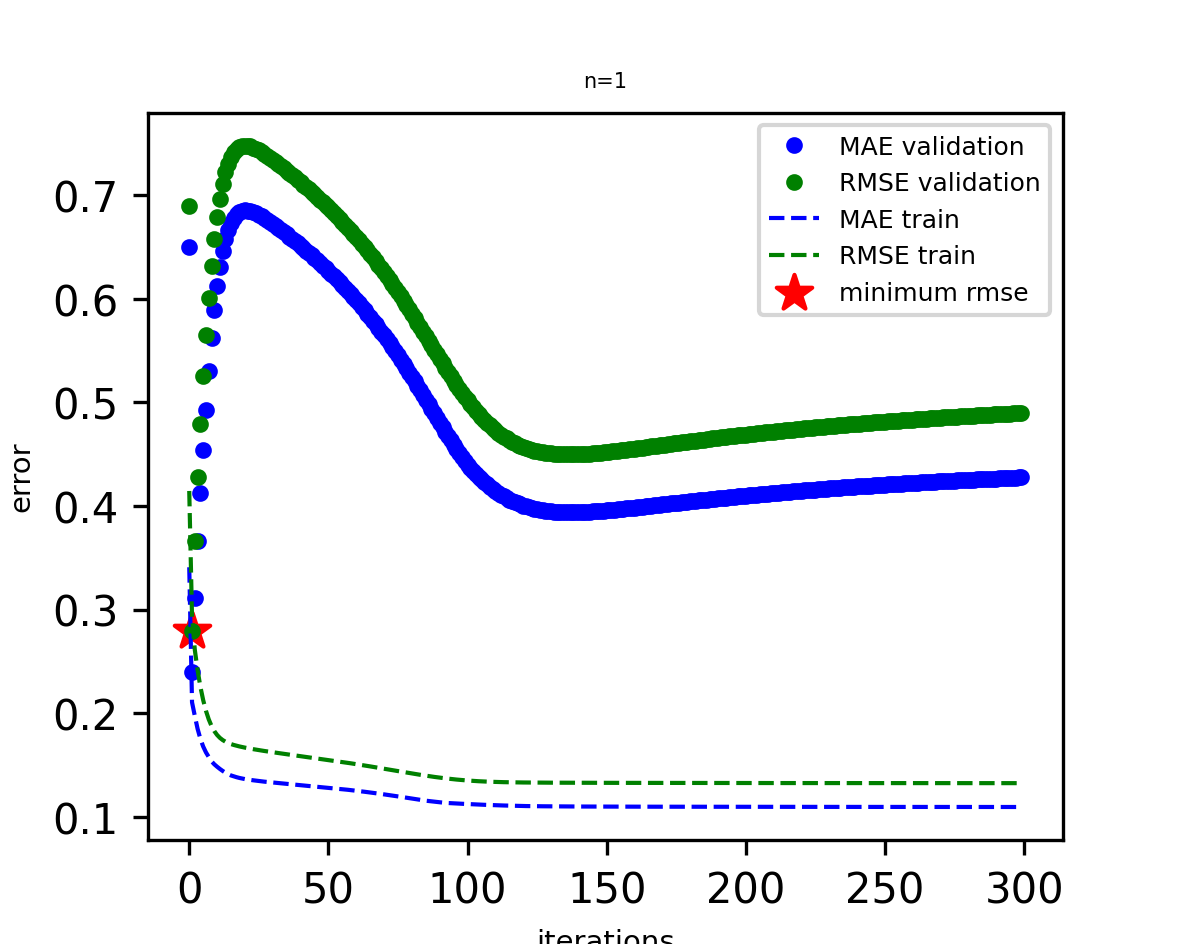 n=1
MAE validation
RMSE validation
MAE train
RMSE train
minimum rmse
error
0.7
0.6
0.5
0.4
0.3
0.2
0.1
0 50 100 150 200 250 300
iterations